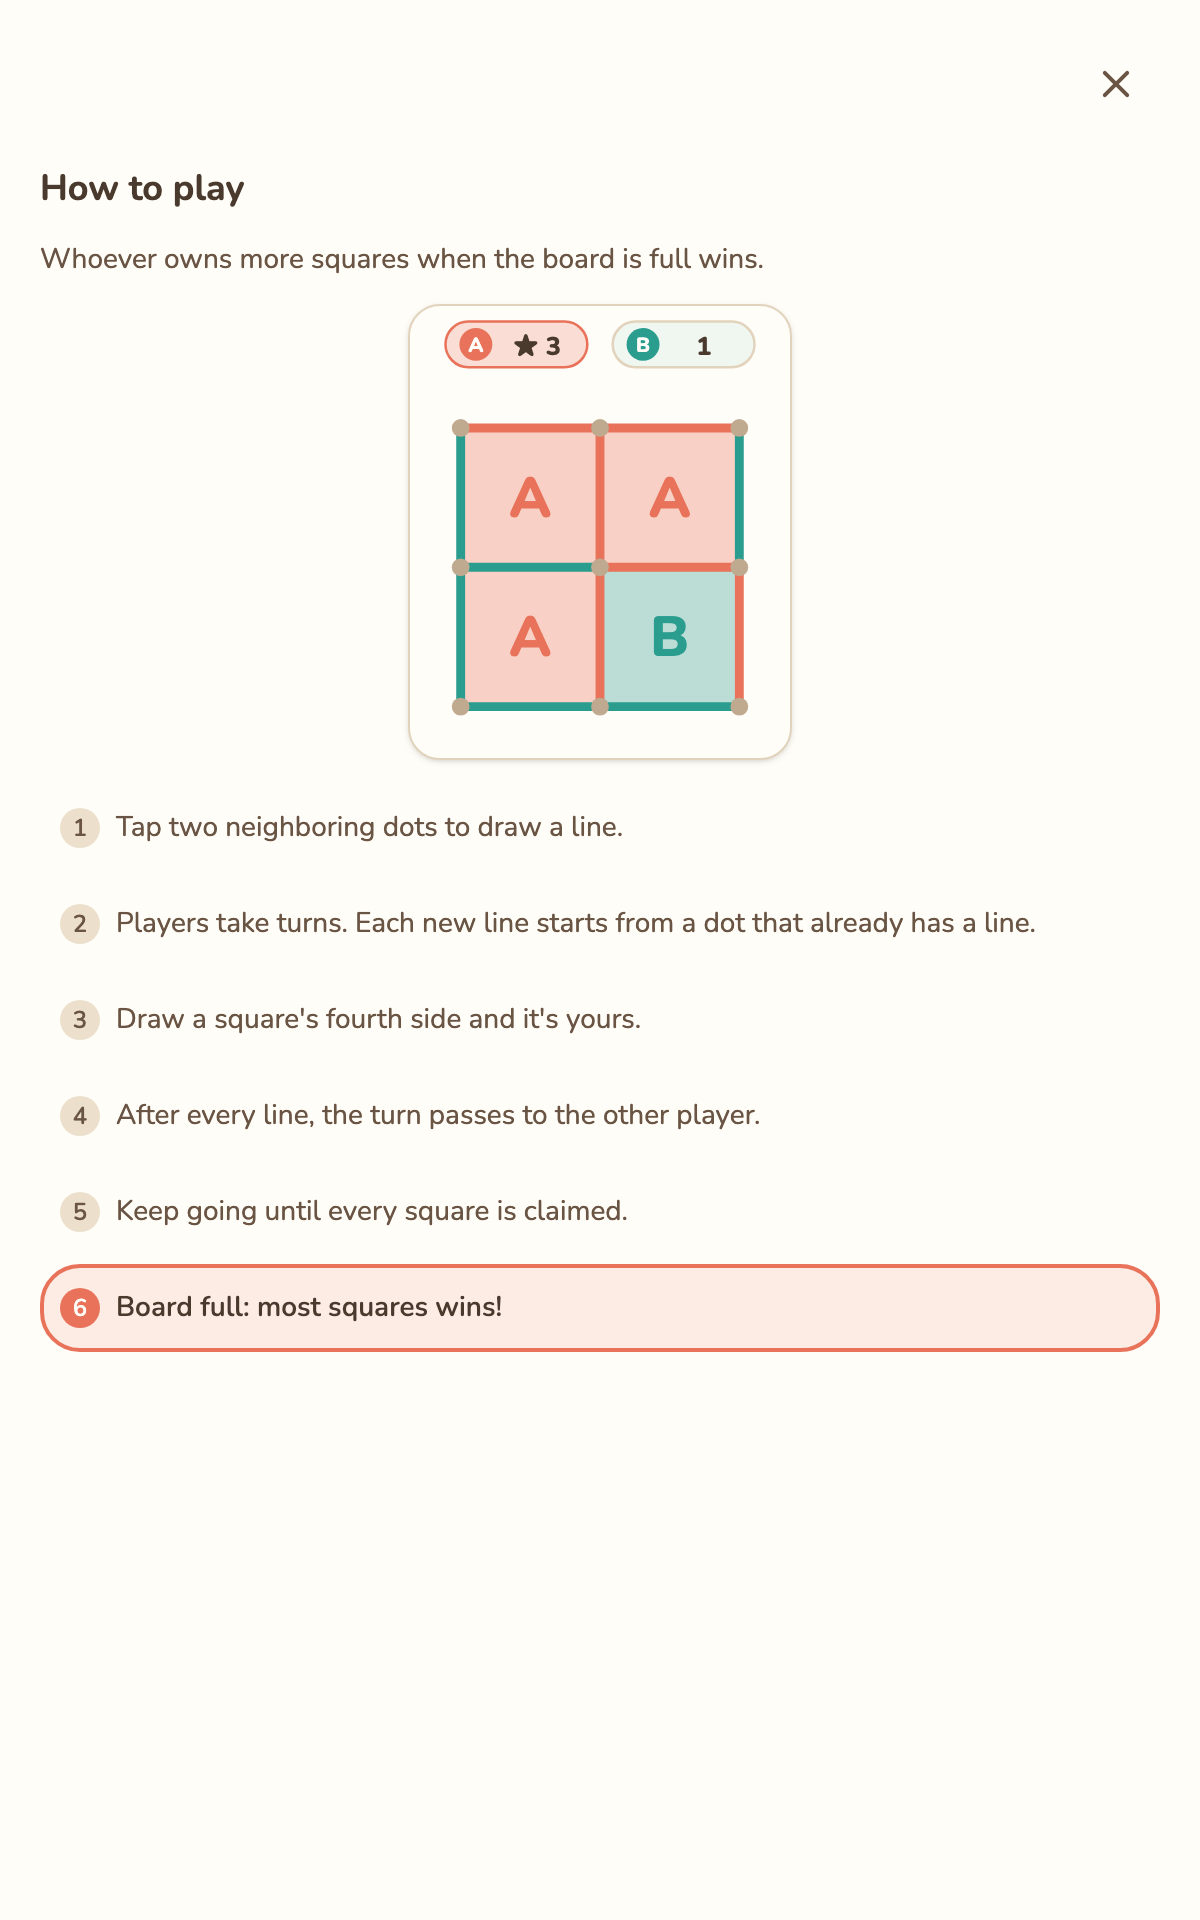 How to play
Whoever owns more squares when the board is full wins.
A ★ 3 B 1
A A
A B
1 Tap two neighboring dots to draw a line.
2 Players take turns. Each new line starts from a dot that already has a line.
3 Draw a square's fourth side and it's yours.
4 After every line, the turn passes to the other player.
5 Keep going until every square is claimed.
6 Board full: most squares wins!